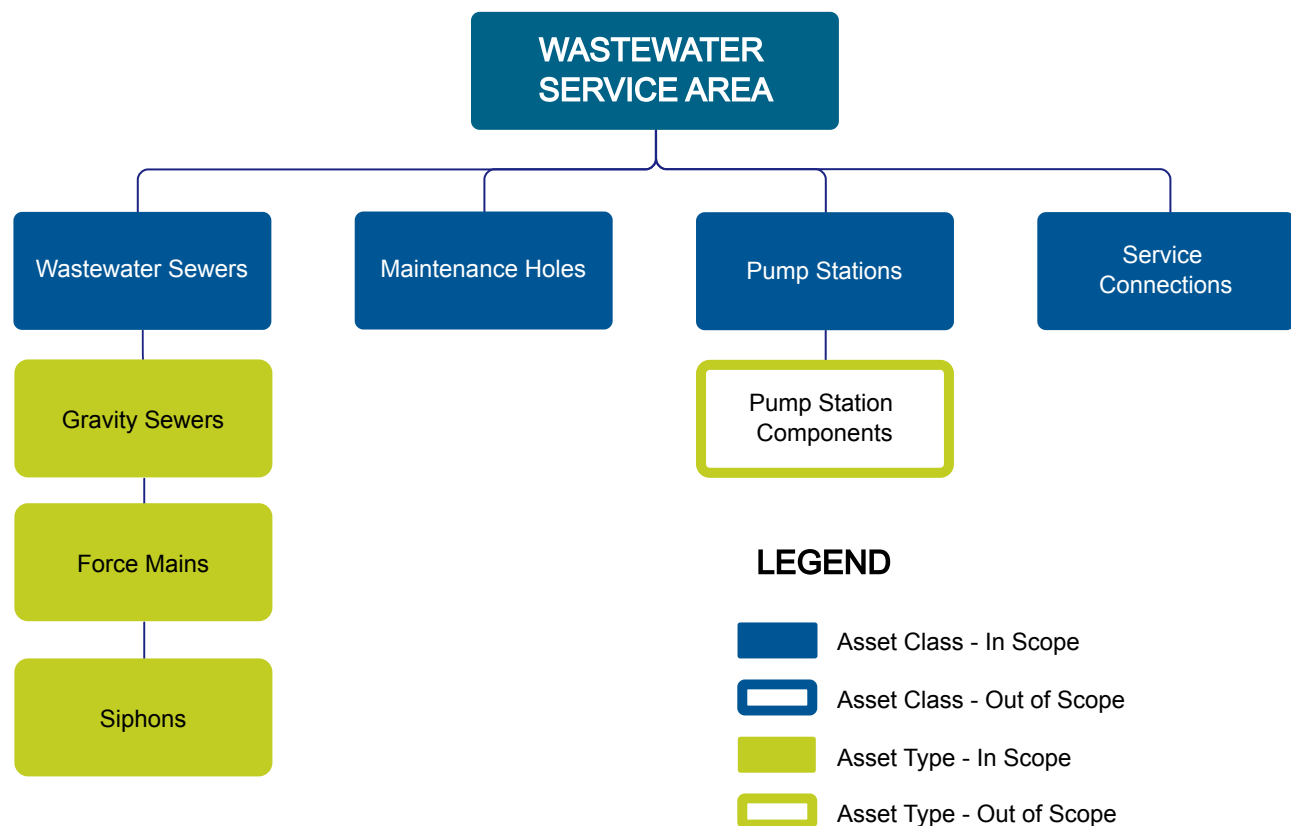 WASTEWATER
SERVICE AREA
Wastewater Sewers
Maintenance Holes
Pump Stations
Service
Connections
Gravity Sewers
Pump Station
Components
Force Mains
Siphons
LEGEND
Asset Class - In Scope
Asset Class - Out of Scope
Asset Type - In Scope
Asset Type - Out of Scope